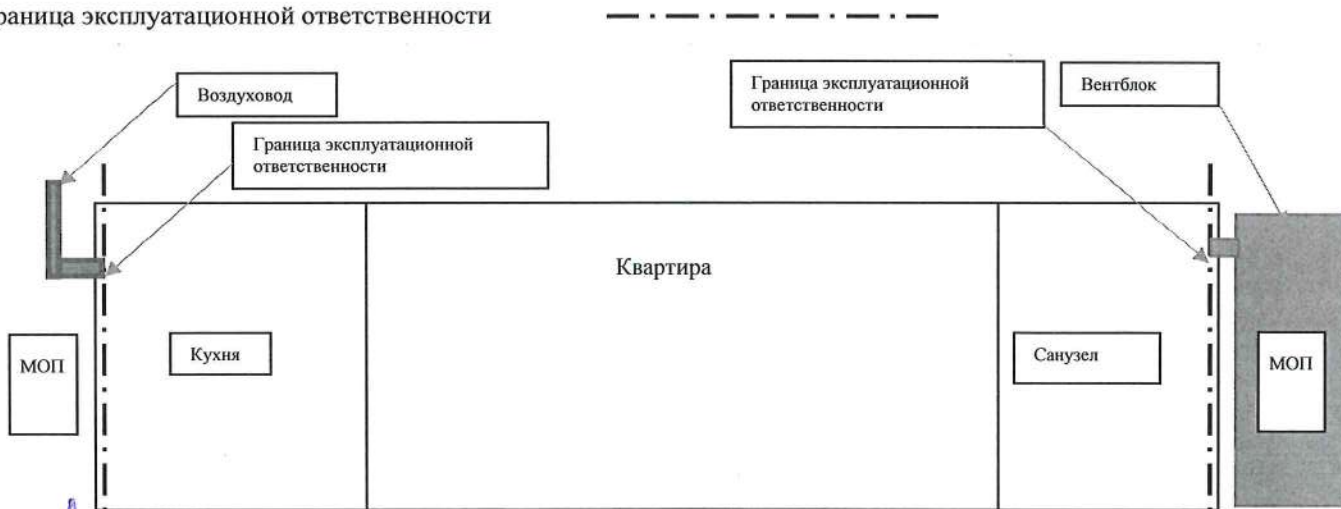 раница эксплуатационной ответственности
Воздуховод
Граница эксплуатационной
ответственности
Граница эксплуатационной
ответственности
Вентблок
Квартира
МОП
Кухня
Санузел
МОП